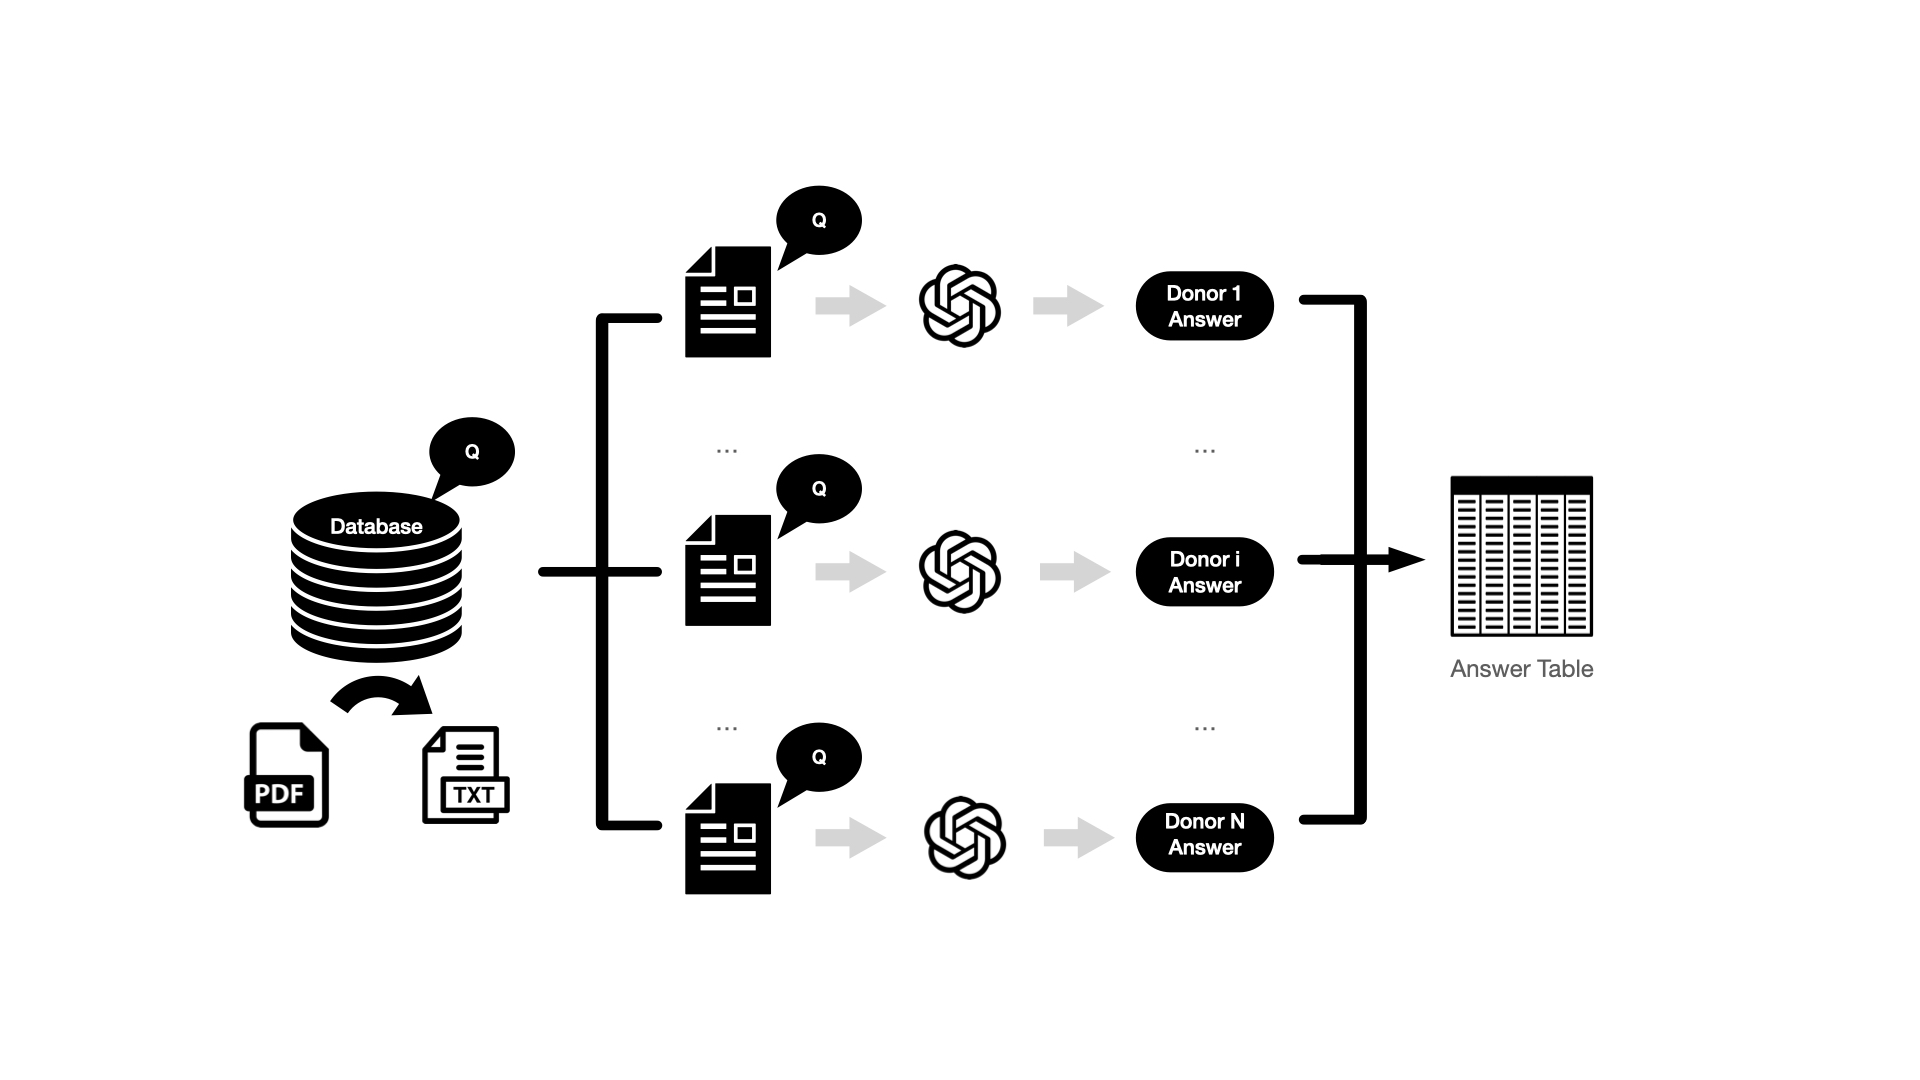 Q
Database
PDF
TXT
Q
Donor 1
Answer
...
...
Q
Donor i
Answer
...
...
Q
Donor N
Answer
Answer Table